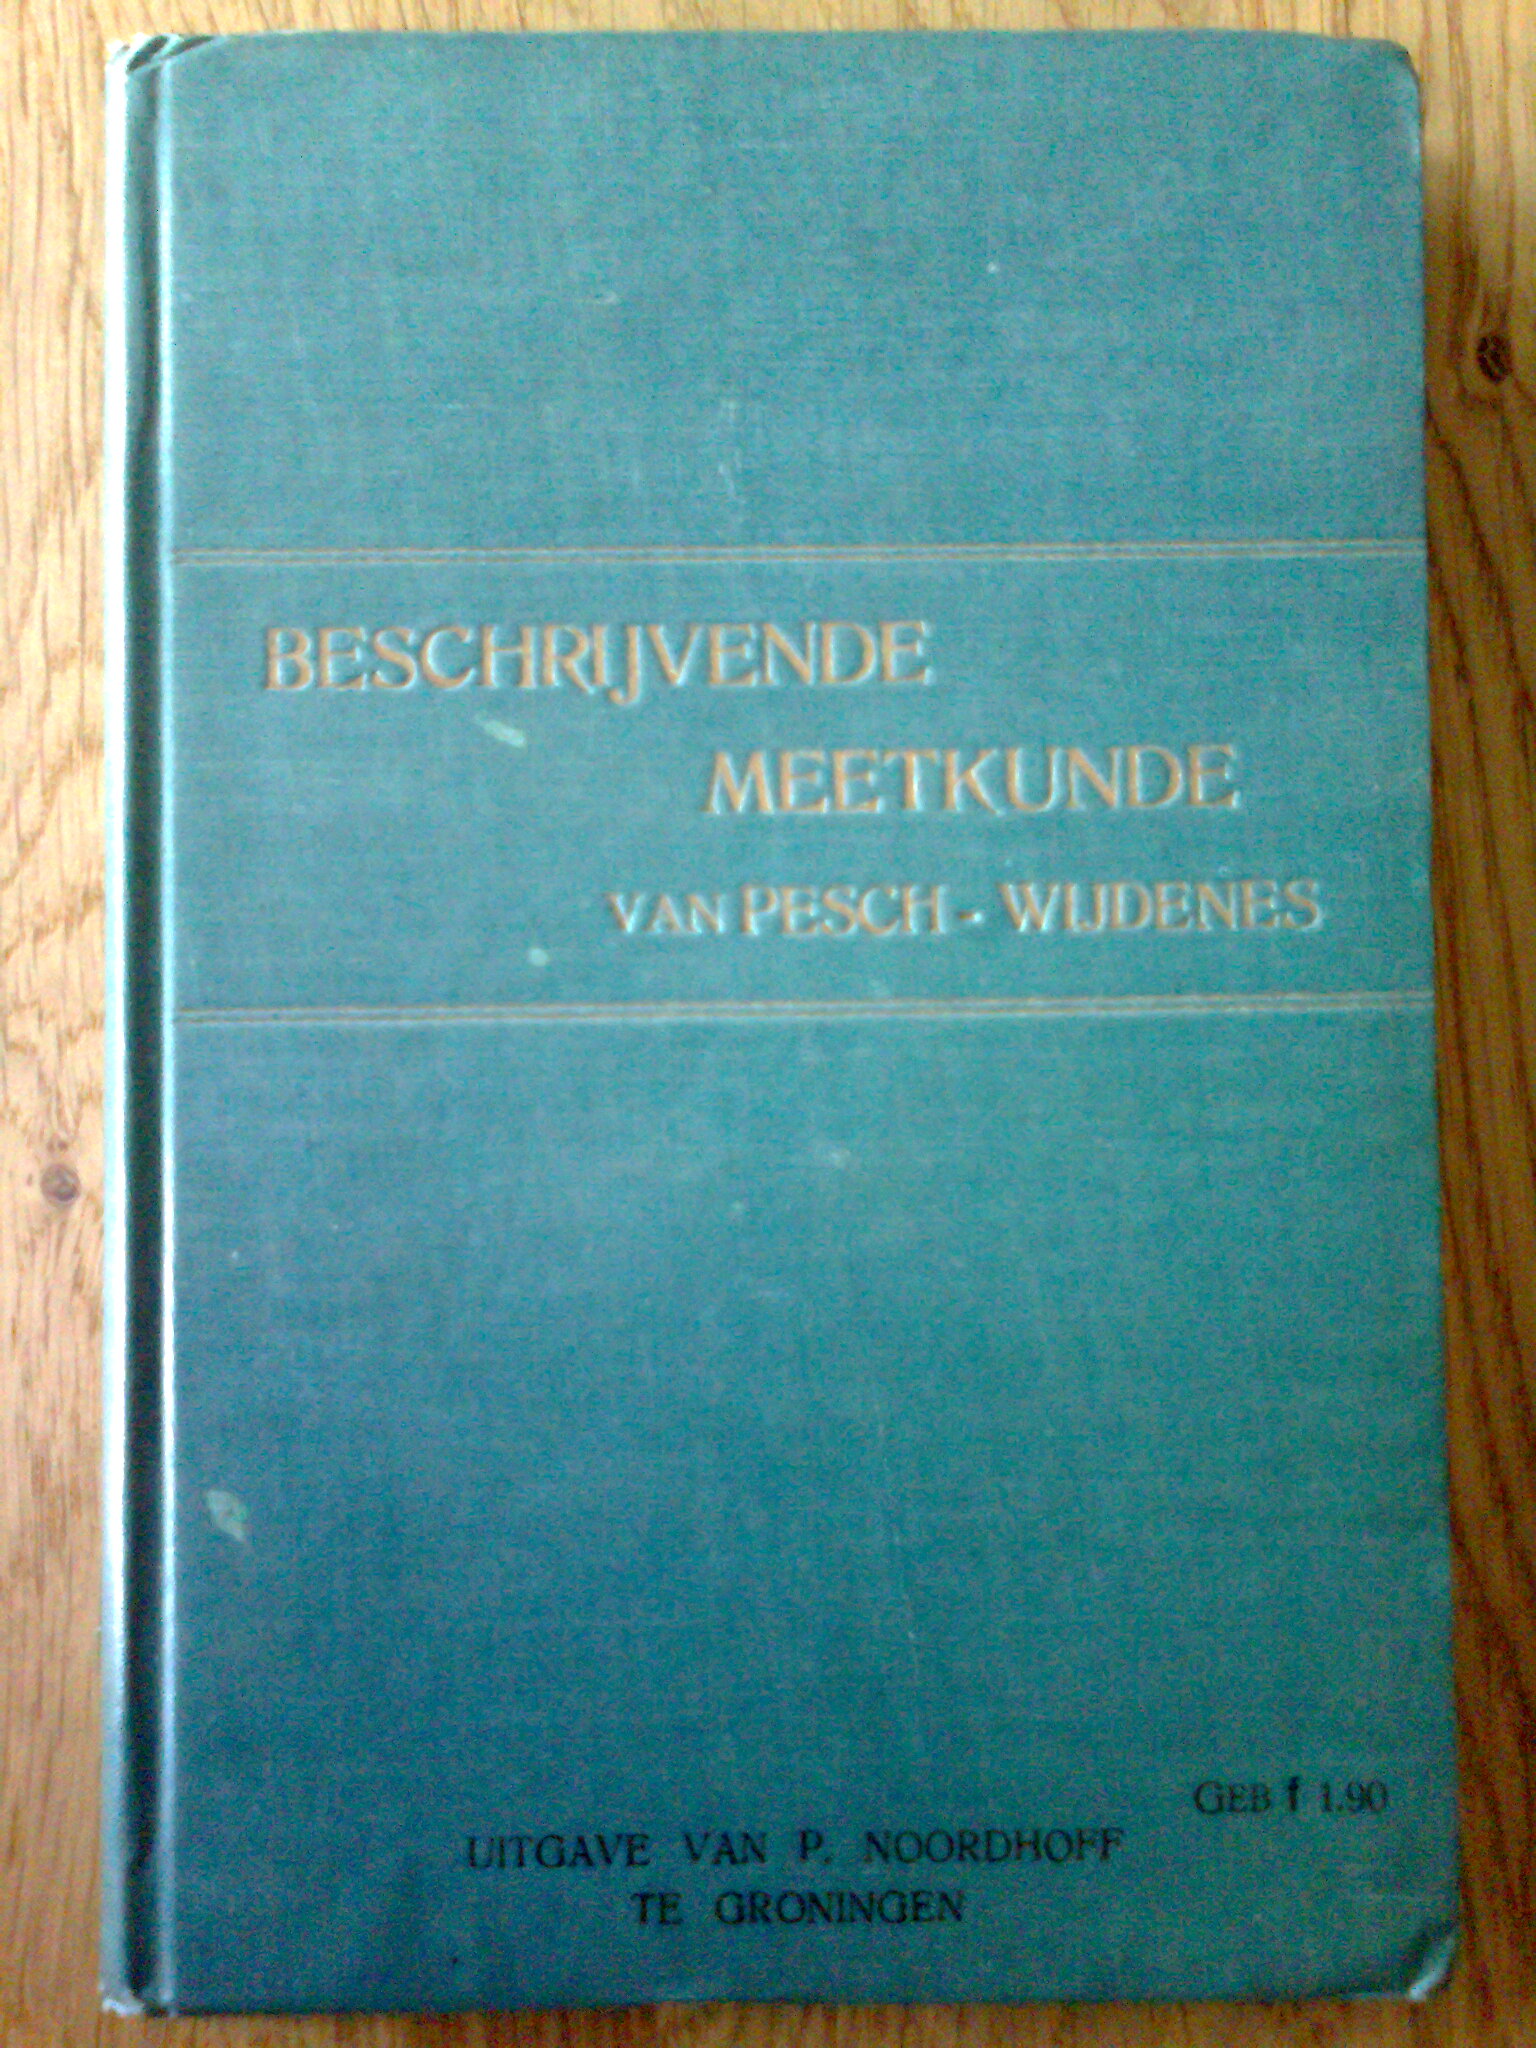 BESCHRIJVENDE
MEETKUNDE
VAN PESCH - WIJDENES
GEB f 1.90
UITGAVE VAN P. NOORDHOFF
TE GRONINGEN